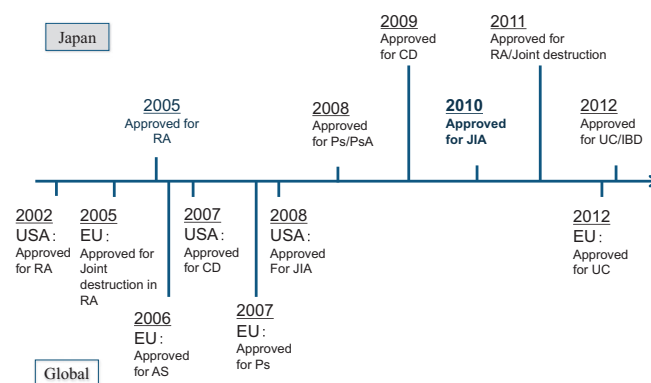 Japan
2005
Approved for
RA
2008
Approved
for Ps/PsA
2009
Approved
for CD
2010
Approved
for JIA
2011
Approved for
RA/Joint destruction
2012
Approved
for UC/IBD
2002
USA:
Approved
for RA
2005
EU:
Approved for
Joint
destruction in
RA
2006
EU:
Approved
for AS
2007
USA:
Approved
for CD
2007
EU:
Approved
for Ps
2008
USA:
Approved
For JIA
2012
EU:
Approved
for UC
Global